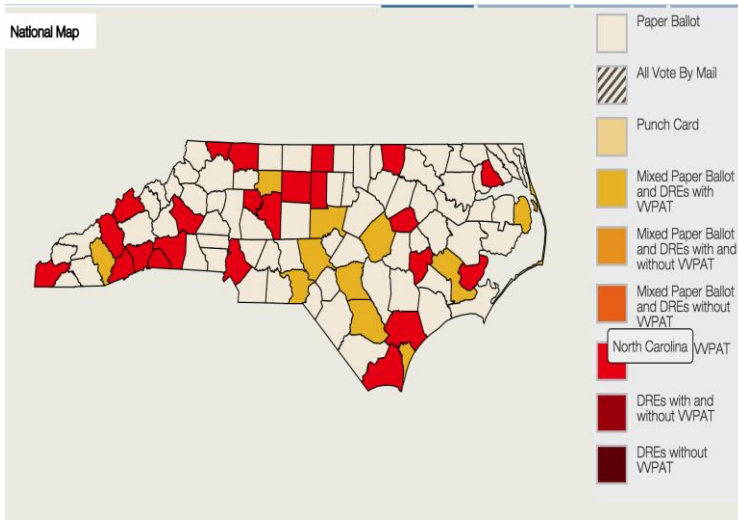 National Map
Paper Ballot
All Vote By Mail
Punch Card
Mixed Paper Ballot
and DREs with
VVPAT
Mixed Paper Ballot
and DREs with and
without VVPAT
Mixed Paper Ballot
and DREs without
VVPAT
North Carolina VVPAT
DREs with and
without VVPAT
DREs without
VVPAT